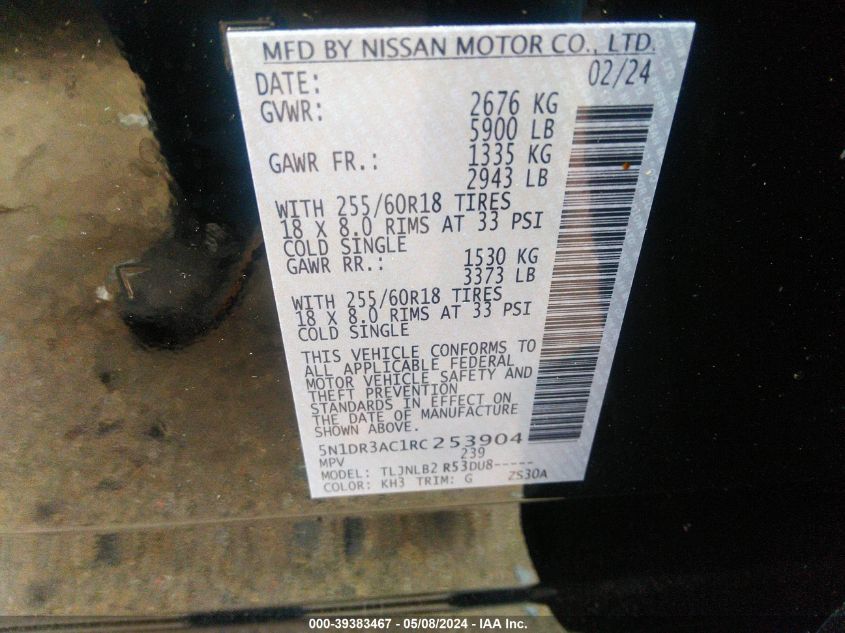 MFD BY NISSAN MOTOR CO., LTD.
DATE: 02/24
GVWR: 2676 KG
5900 LB
GAWR FR.: 1335 KG
2943 LB
WITH 255/60R18 TIRES
18 X 8.0 RIMS AT 33 PSI
COLD SINGLE
GAWR RR.: 1530 KG
3373 LB
WITH 255/60R18 TIRES
18 X 8.0 RIMS AT 33 PSI
COLD SINGLE
THIS VEHICLE CONFORMS TO
ALL APPLICABLE FEDERAL
MOTOR VEHICLE SAFETY AND
THEFT PREVENTION
STANDARDS IN EFFECT ON
THE DATE OF MANUFACTURE
SHOWN ABOVE.
5N1DR3AC1RC253904
MPV 239
MODEL: TLJNLB2 R53DU8-----
COLOR: KH3 TRIM: G ZS30A
000-39383467 - 05/08/2024 - IAA Inc.